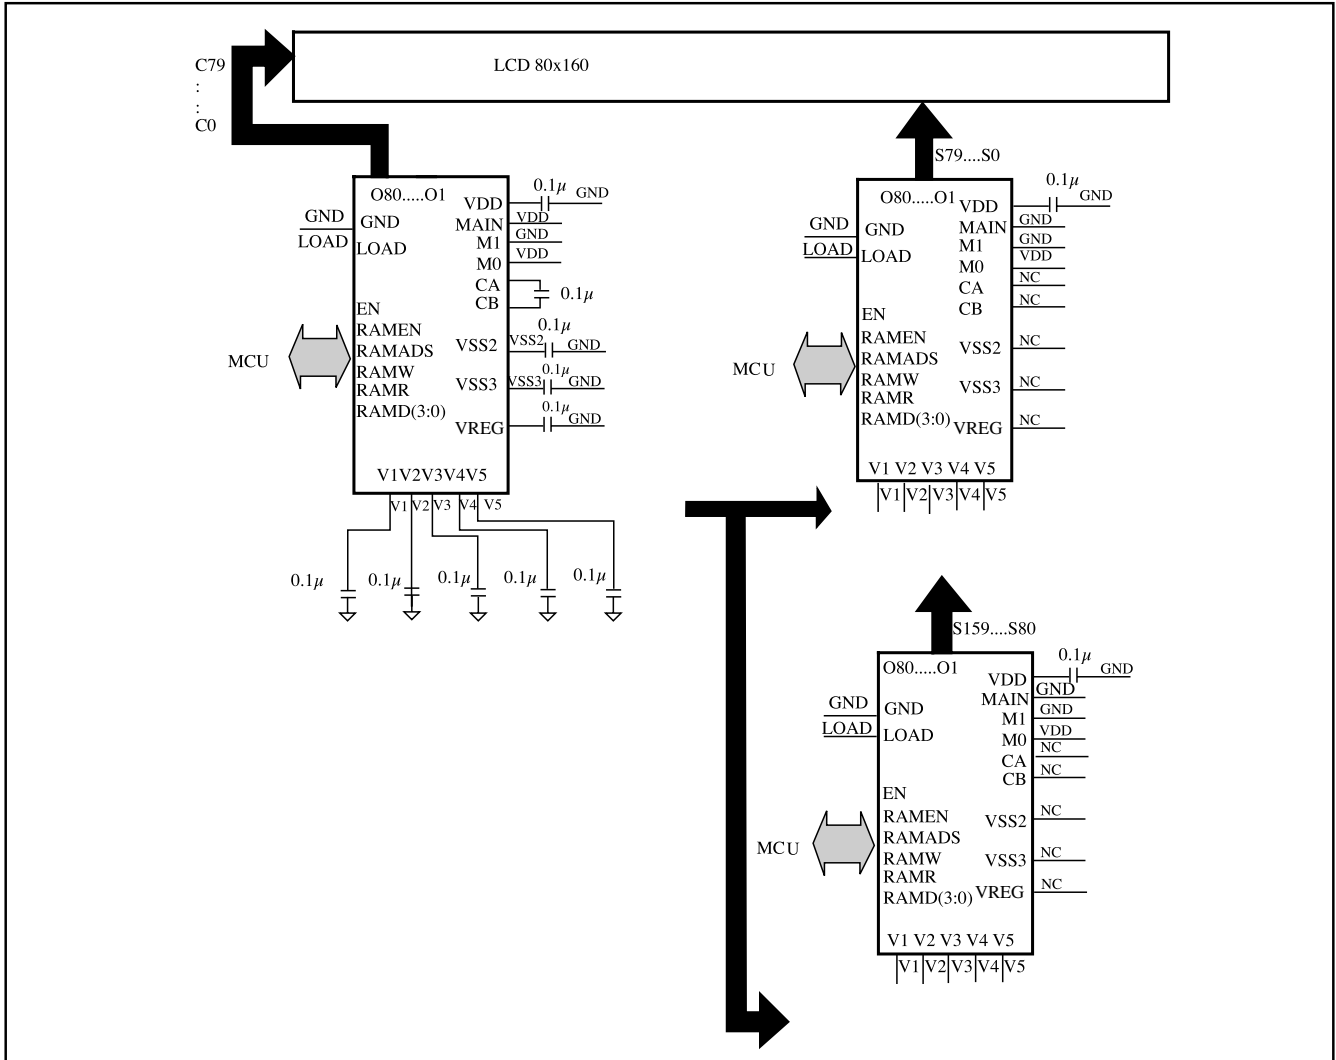 LCD 80x160
C79
:
:
C0
O80.....O1
GND
LOAD
GND
LOAD
EN
RAMEN
RAMADS
RAMW
RAMR
RAMD(3:0)
MCU
VDD
MAIN
M1
M0
CA
CB
VSS2
VSS3
VREG
0.1μ
GND
VDD
GND
VDD
0.1μ
0.1μ
VSS2
GND
0.1μ
VSS3
GND
0.1μ
GND
V1V2V3V4V5
V1 V2 V3 V4 V5
0.1μ 0.1μ 0.1μ 0.1μ 0.1μ
S79....S0
O80.....O1
GND
LOAD
GND
LOAD
EN
RAMEN
RAMADS
RAMW
RAMR
RAMD(3:0)
MCU
VDD
MAIN
M1
M0
CA
CB
VSS2
VSS3
VREG
0.1μ
GND
GND
GND
VDD
NC
NC
NC
NC
NC
V1 V2 V3 V4 V5
V1 V2 V3 V4 V5
S159....S80
O80.....O1
GND
LOAD
GND
LOAD
EN
RAMEN
RAMADS
RAMW
RAMR
RAMD(3:0)
MCU
VDD
MAIN
M1
M0
CA
CB
VSS2
VSS3
VREG
0.1μ
GND
GND
GND
VDD
NC
NC
NC
NC
NC
V1 V2 V3 V4 V5
V1 V2 V3 V4 V5